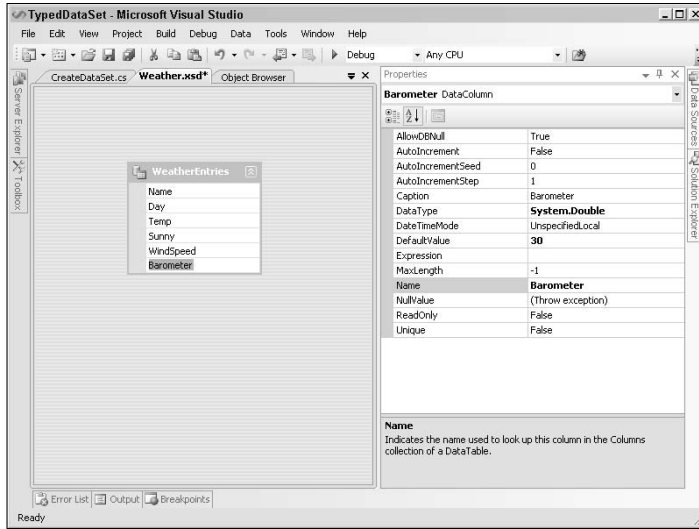 TypedDataSet - Microsoft Visual Studio
File Edit View Project Build Debug Data Tools Window Help
Debug Any CPU
CreateDataSet.cs Weather.xsd* Object Browser
Server Explorer
Toolbox
WeatherEntries
Name
Day
Temp
Sunny
WindSpeed
Barometer
Properties
Barometer DataColumn
AllowDBNull True
AutoIncrement False
AutoIncrementSeed 0
AutoIncrementStep 1
Caption Barometer
DataType System.Double
DateTimeMode UnspecifiedLocal
DefaultValue 30
Expression
MaxLength -1
Name Barometer
NullValue (Throw exception)
ReadOnly False
Unique False
Name
Indicates the name used to look up this column in the Columns
collection of a DataTable.
Data Sources
Solution Explorer
Error List Output Breakpoints
Ready